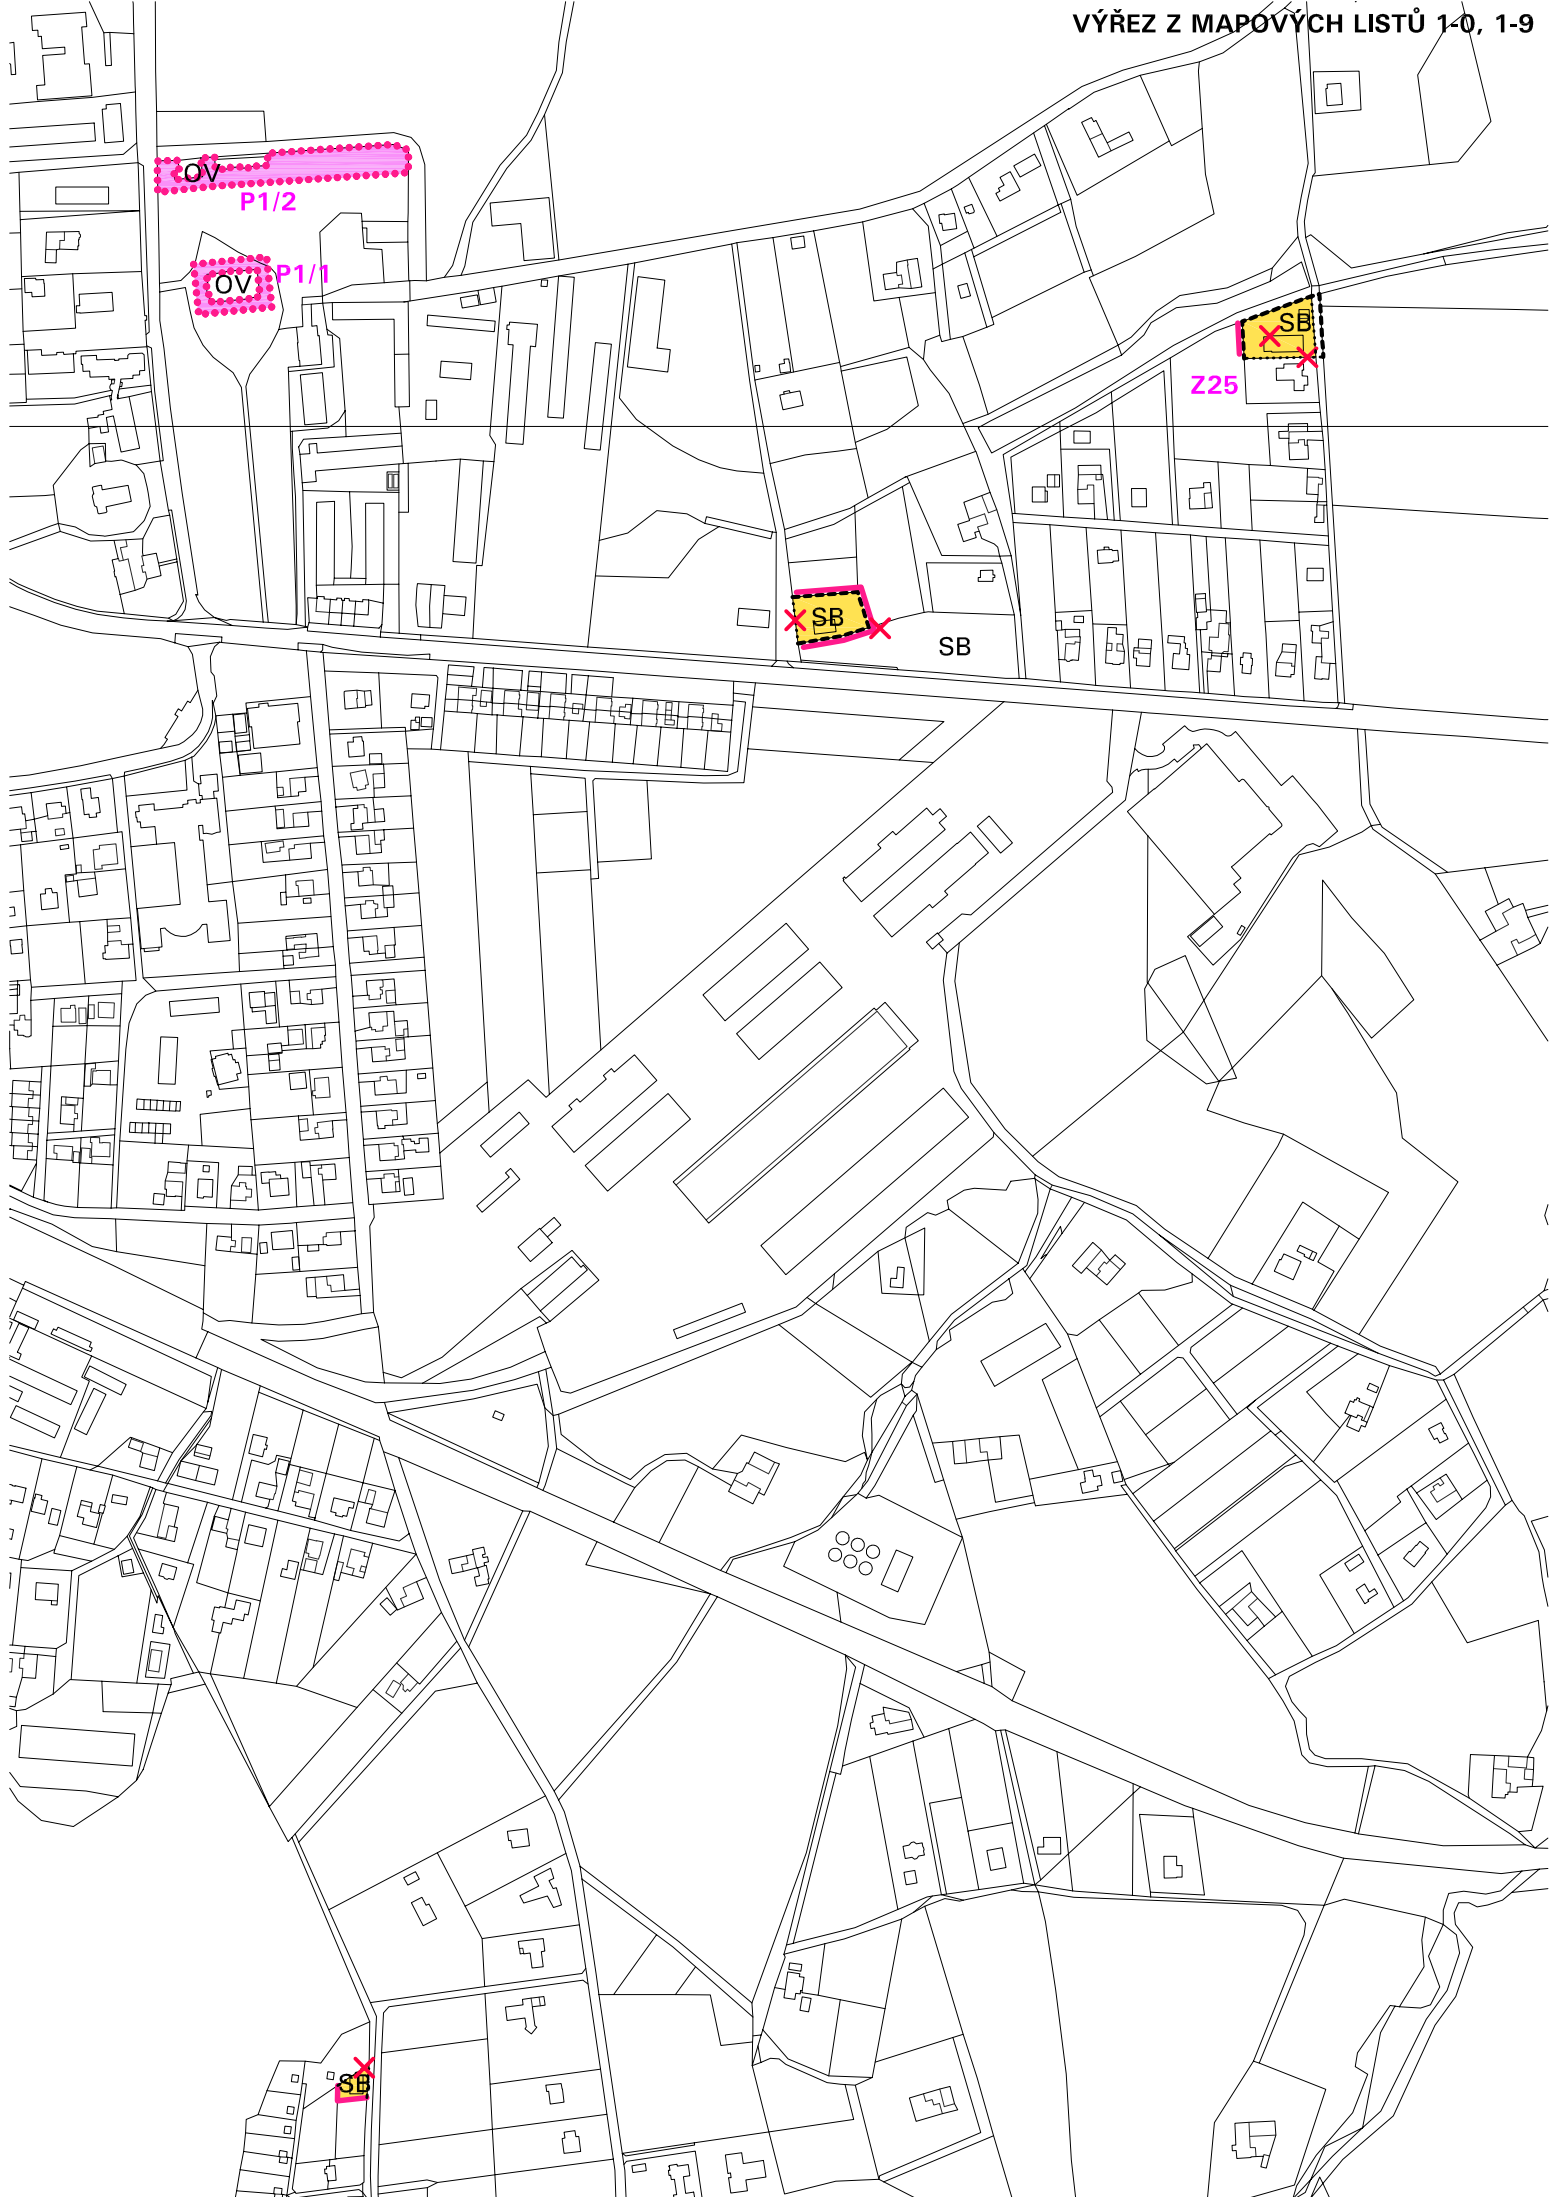 VÝŘEZ Z MAPOVÝCH LISTŮ 1-0, 1-9
OV
P1/2
P1/1
OV
SB
Z25
SB
SB
SB